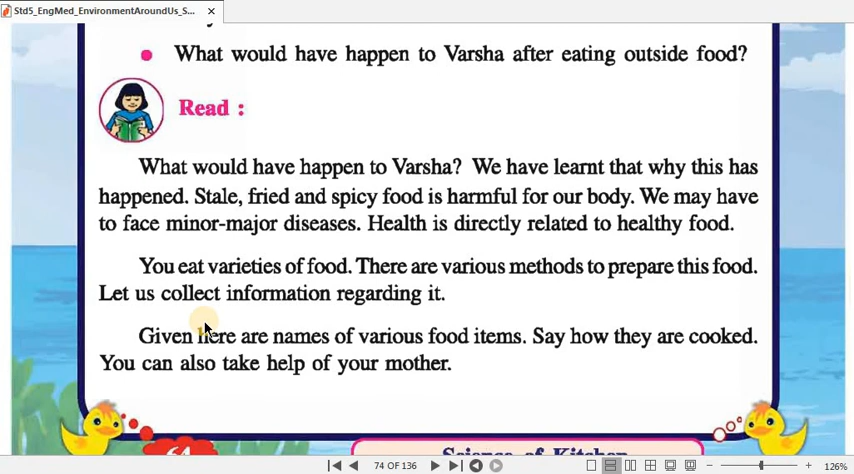 Std5_EngMed_EnvironmentAroundUs_S... ×
What would have happen to Varsha after eating outside food?
Read :
What would have happen to Varsha? We have learnt that why this has
happened. Stale, fried and spicy food is harmful for our body. We may have
to face minor-major diseases. Health is directly related to healthy food.
You eat varieties of food. There are various methods to prepare this food.
Let us collect information regarding it.
Given here are names of various food items. Say how they are cooked.
You can also take help of your mother.
64
Science of Kitchen
74 OF 136
126%